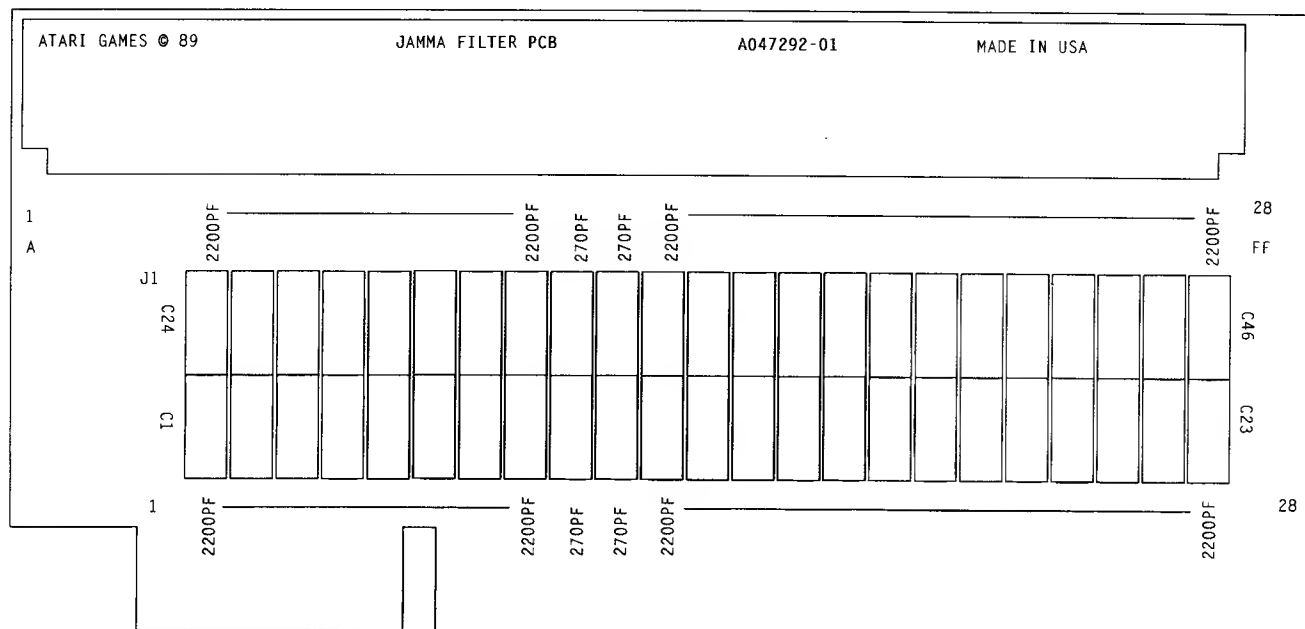 ATARI GAMES © 89 JAMMA FILTER PCB A047292-01 MADE IN USA
1 2200PF 2200PF 270PF 270PF 2200PF 2200PF 28
A FF
J1
C24 C46
C1 C23
1 2200PF 2200PF 270PF 270PF 2200PF 2200PF 28